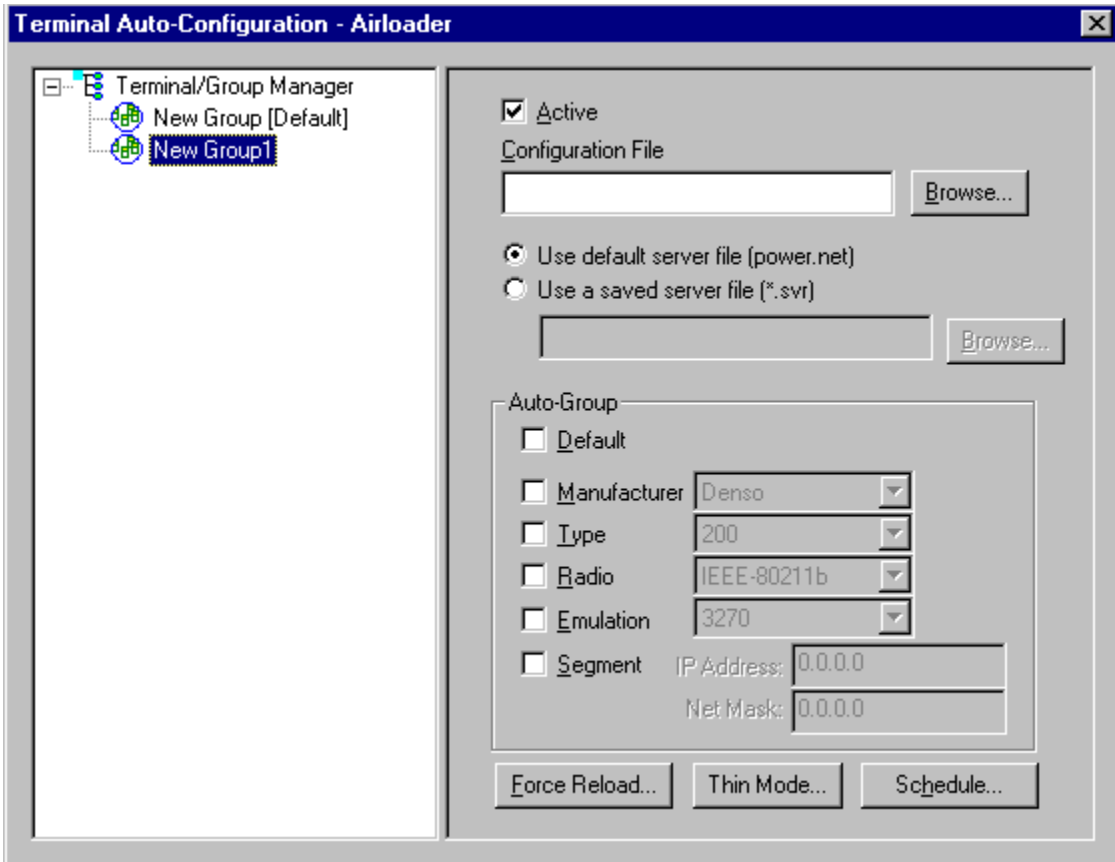 Terminal Auto-Configuration - Airloader
Terminal/Group Manager
New Group [Default]
New Group1
Active
Configuration File
Browse...
Use default server file (power.net)
Use a saved server file (*.svr)
Browse...
Auto-Group
Default
Manufacturer Denso
Type 200
Radio IEEE-80211b
Emulation 3270
Segment IP Address: 0.0.0.0
Net Mask: 0.0.0.0
Force Reload... Thin Mode... Schedule...